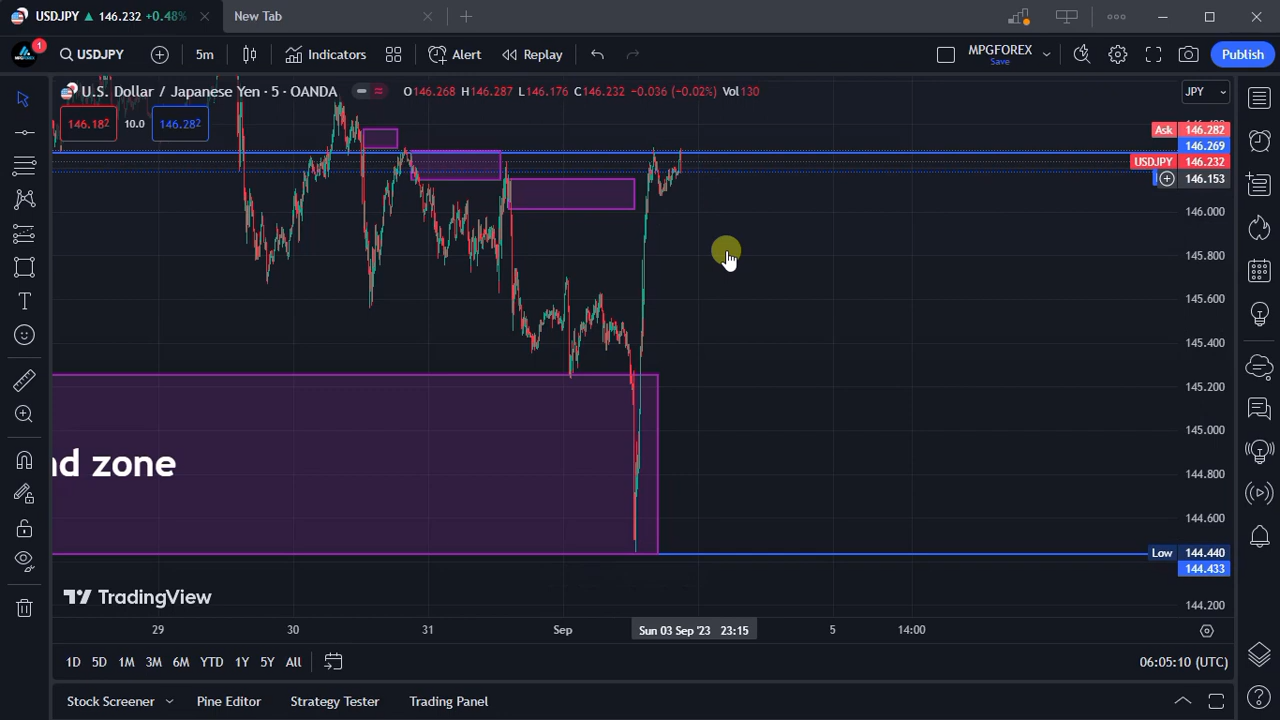 USDJPY ▲ 146.232 +0.48%
New Tab
1
USDJPY
5m
Indicators
Alert
Replay
MPGFOREX
Save
Publish
U.S. Dollar / Japanese Yen · 5 · OANDA
O146.268 H146.287 L146.176 C146.232 −0.036 (−0.02%) Vol130
JPY
146.182
10.0
146.282
Ask 146.282
146.269
USDJPY 146.232
146.153
146.000
145.800
145.600
145.400
145.200
145.000
144.800
144.600
Low 144.440
144.433
144.200
nd zone
TradingView
29
30
31
Sep
Sun 03 Sep '23 23:15
5
14:00
1D
5D
1M
3M
6M
YTD
1Y
5Y
All
06:05:10 (UTC)
Stock Screener
Pine Editor
Strategy Tester
Trading Panel